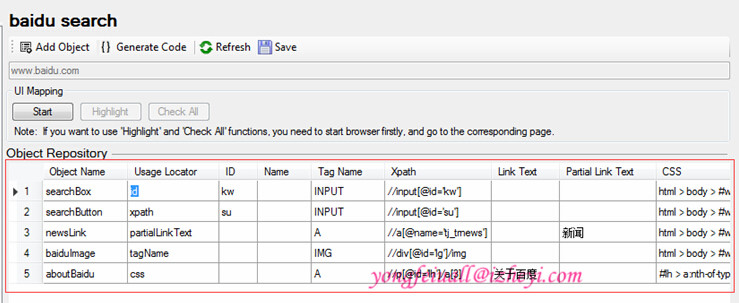 baidu search
Add Object {} Generate Code Refresh Save
www.baidu.com
UI Mapping
Start Highlight Check All
Note: If you want to use 'Highlight' and 'Check All' functions, you need to start browser firstly, and go to the corresponding page.
Object Repository
Object Name Usage Locator ID Name Tag Name Xpath Link Text Partial Link Text CSS
1 searchBox id kw INPUT //input[@id='kw'] html > body > #w
2 searchButton xpath su INPUT //input[@id='su'] html > body > #w
3 newsLink partialLinkText A //a[@name='tj_trnews'] 新闻 html > body > #w
4 baiduImage tagName IMG //div[@id='lg']/img html > body > #w
5 aboutBaidu css A //p[@id='lh']/a[3] 关于百度 #lh > a:nth-of-typ